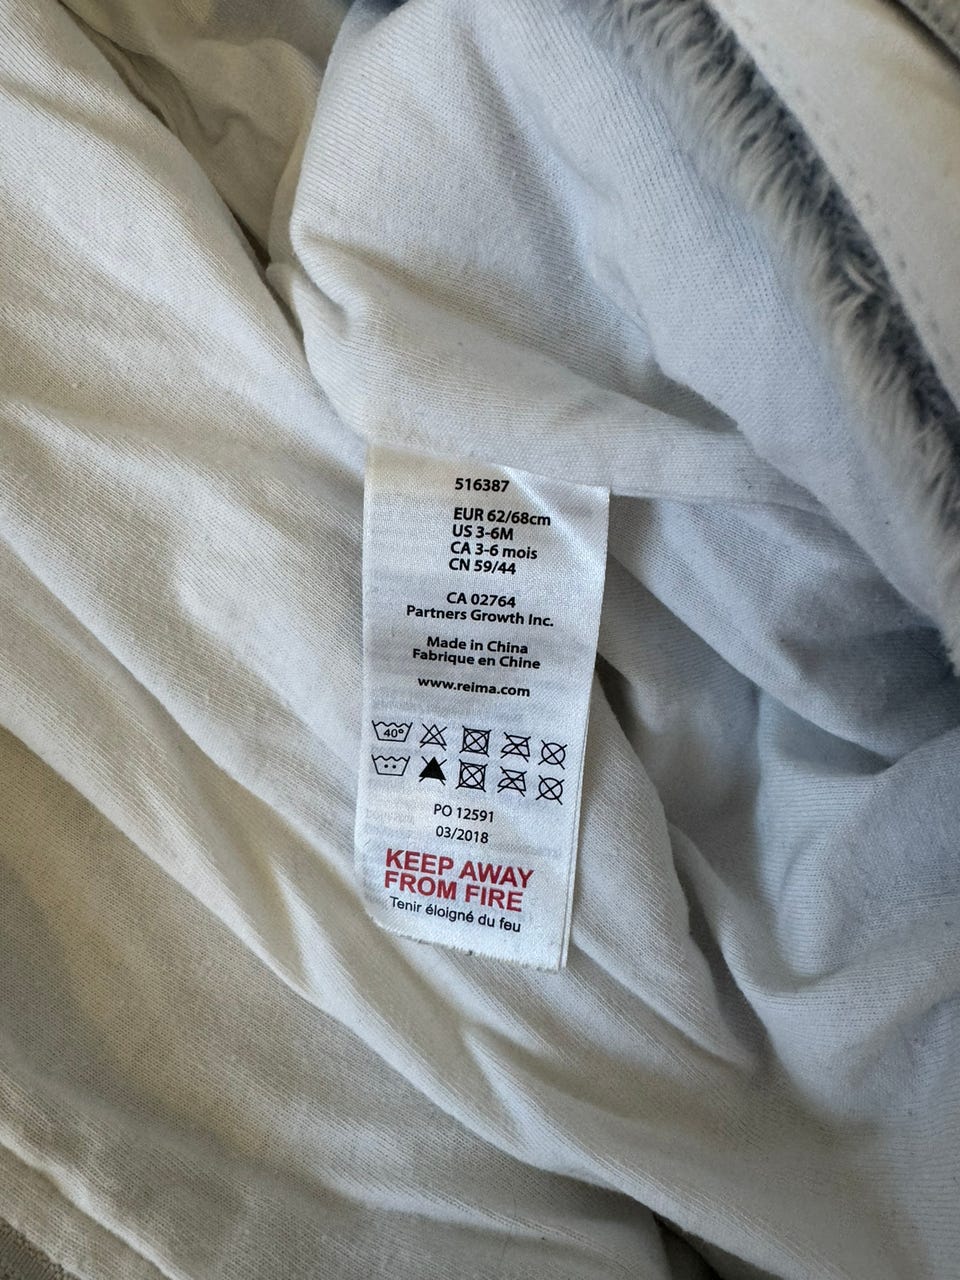 516387
EUR 62/68cm
US 3-6M
CA 3-6 mois
CN 59/44
CA 02764
Partners Growth Inc.
Made in China
Fabrique en Chine
www.reima.com
40°
PO 12591
03/2018
KEEP AWAY
FROM FIRE
Tenir éloigné du feu